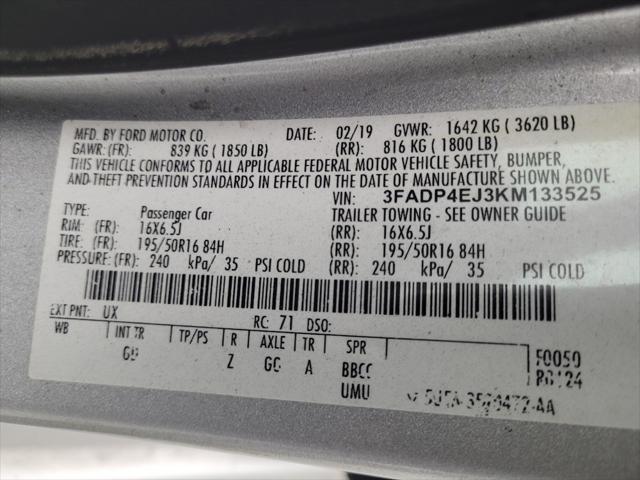 MFD. BY FORD MOTOR CO. DATE: 02/19 GVWR: 1642 KG ( 3620 LB)
GAWR: (FR): 839 KG ( 1850 LB) (RR): 816 KG ( 1800 LB)
THIS VEHICLE CONFORMS TO ALL APPLICABLE FEDERAL MOTOR VEHICLE SAFETY, BUMPER,
AND THEFT PREVENTION STANDARDS IN EFFECT ON THE DATE OF MANUFACTURE SHOWN ABOVE.
VIN: 3FADP4EJ3KM133525
TYPE: Passenger Car TRAILER TOWING - SEE OWNER GUIDE
RIM: (FR): 16X6.5J (RR): 16X6.5J
TIRE: (FR): 195/50R16 84H (RR): 195/50R16 84H
PRESSURE: (FR): 240 kPa/ 35 PSI COLD (RR): 240 kPa/ 35 PSI COLD
EXT PNT: UX RC: 71 DSO:
WB INT TR TP/PS R AXLE TR SPR
Z A BBCC
UMU